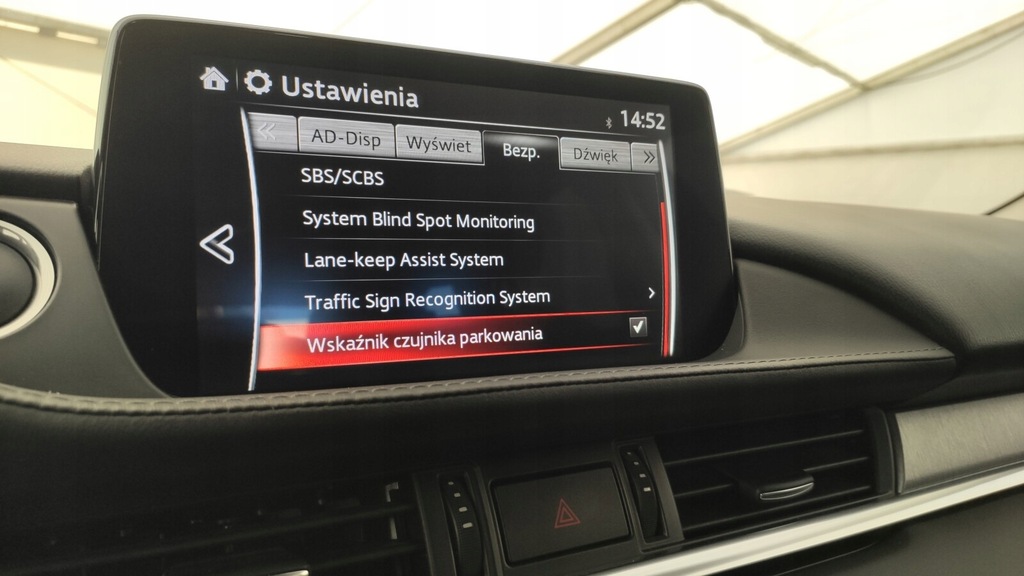 Ustawienia
14:52
AD-Disp Wyświet Bezp. Dźwięk
SBS/SCBS
System Blind Spot Monitoring
Lane-keep Assist System
Traffic Sign Recognition System
Wskaźnik czujnika parkowania